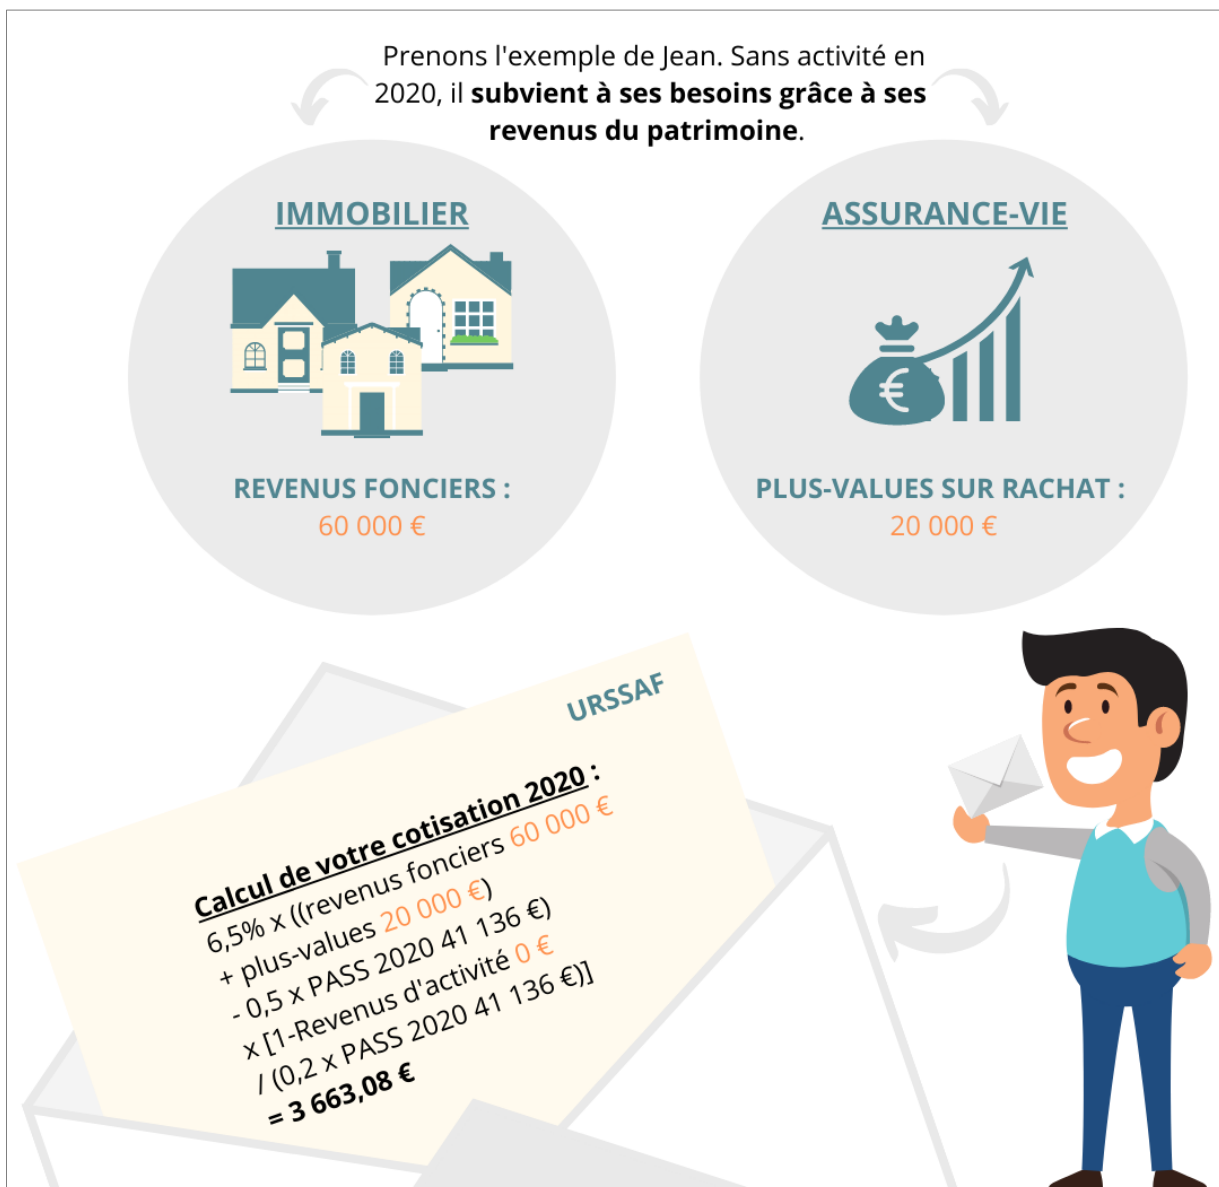 Prenons l'exemple de Jean. Sans activité en
2020, il subvient à ses besoins grâce à ses
revenus du patrimoine.
IMMOBILIER
REVENUS FONCIERS :
60 000 €
ASSURANCE-VIE
€
PLUS-VALUES SUR RACHAT :
20 000 €
URSSAF
Calcul de votre cotisation 2020 :
6,5% x ((revenus fonciers 60 000 €
+ plus-values 20 000 €)
- 0,5 x PASS 2020 41 136 €)
x [1-Revenus d'activité 0 €
/ (0,2 x PASS 2020 41 136 €)]
= 3 663,08 €